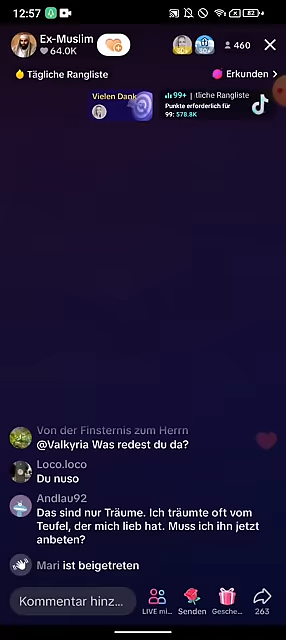 12:57
82
Ex-Muslim
64.0K
460
Tägliche Rangliste
Erkunden
Vielen Dank
99+ | tliche Rangliste
Punkte erforderlich für
99: 578.8K
Von der Finsternis zum Herrn
@Valkyria Was redest du da?
Loco.loco
Du nuso
Andlau92
Das sind nur Träume. Ich träumte oft vom
Teufel, der mich lieb hat. Muss ich ihn jetzt
anbeten?
Mari ist beigetreten
Kommentar hinz...
LIVE mi...
Senden
Gesche...
263